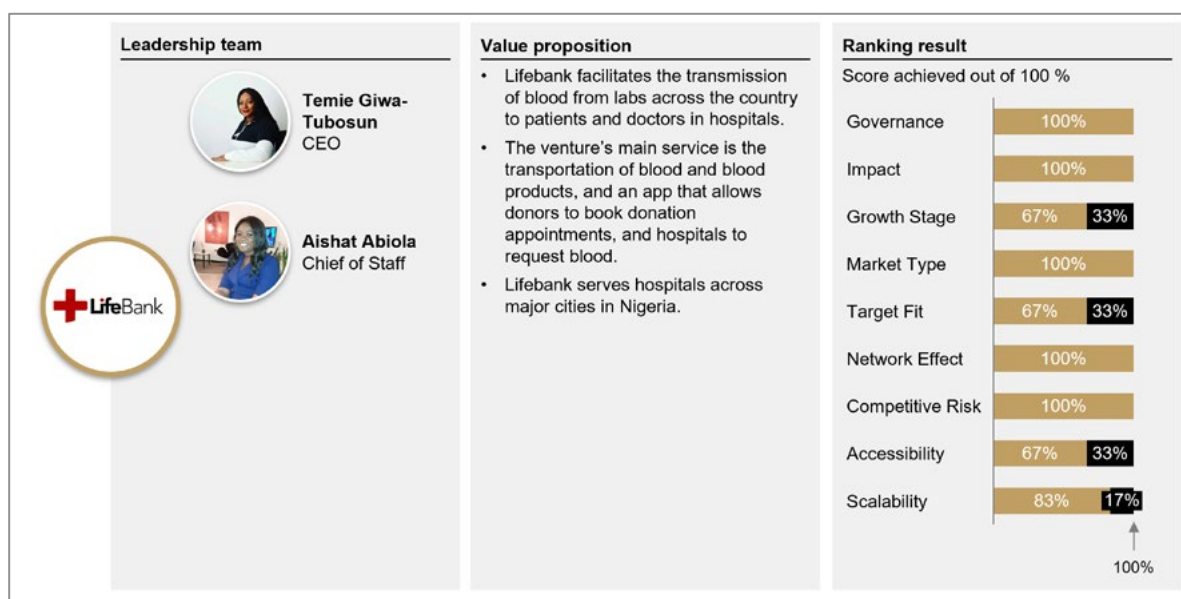 Leadership team
Temie Giwa-
Tubosun
CEO
Aishat Abiola
Chief of Staff
LifeBank
Value proposition
• Lifebank facilitates the transmission
of blood from labs across the country
to patients and doctors in hospitals.
• The venture's main service is the
transportation of blood and blood
products, and an app that allows
donors to book donation
appointments, and hospitals to
request blood.
• Lifebank serves hospitals across
major cities in Nigeria.
Ranking result
Score achieved out of 100 %
Governance 100%
Impact 100%
Growth Stage 67% 33%
Market Type 100%
Target Fit 67% 33%
Network Effect 100%
Competitive Risk 100%
Accessibility 67% 33%
Scalability 83% 17%
100%